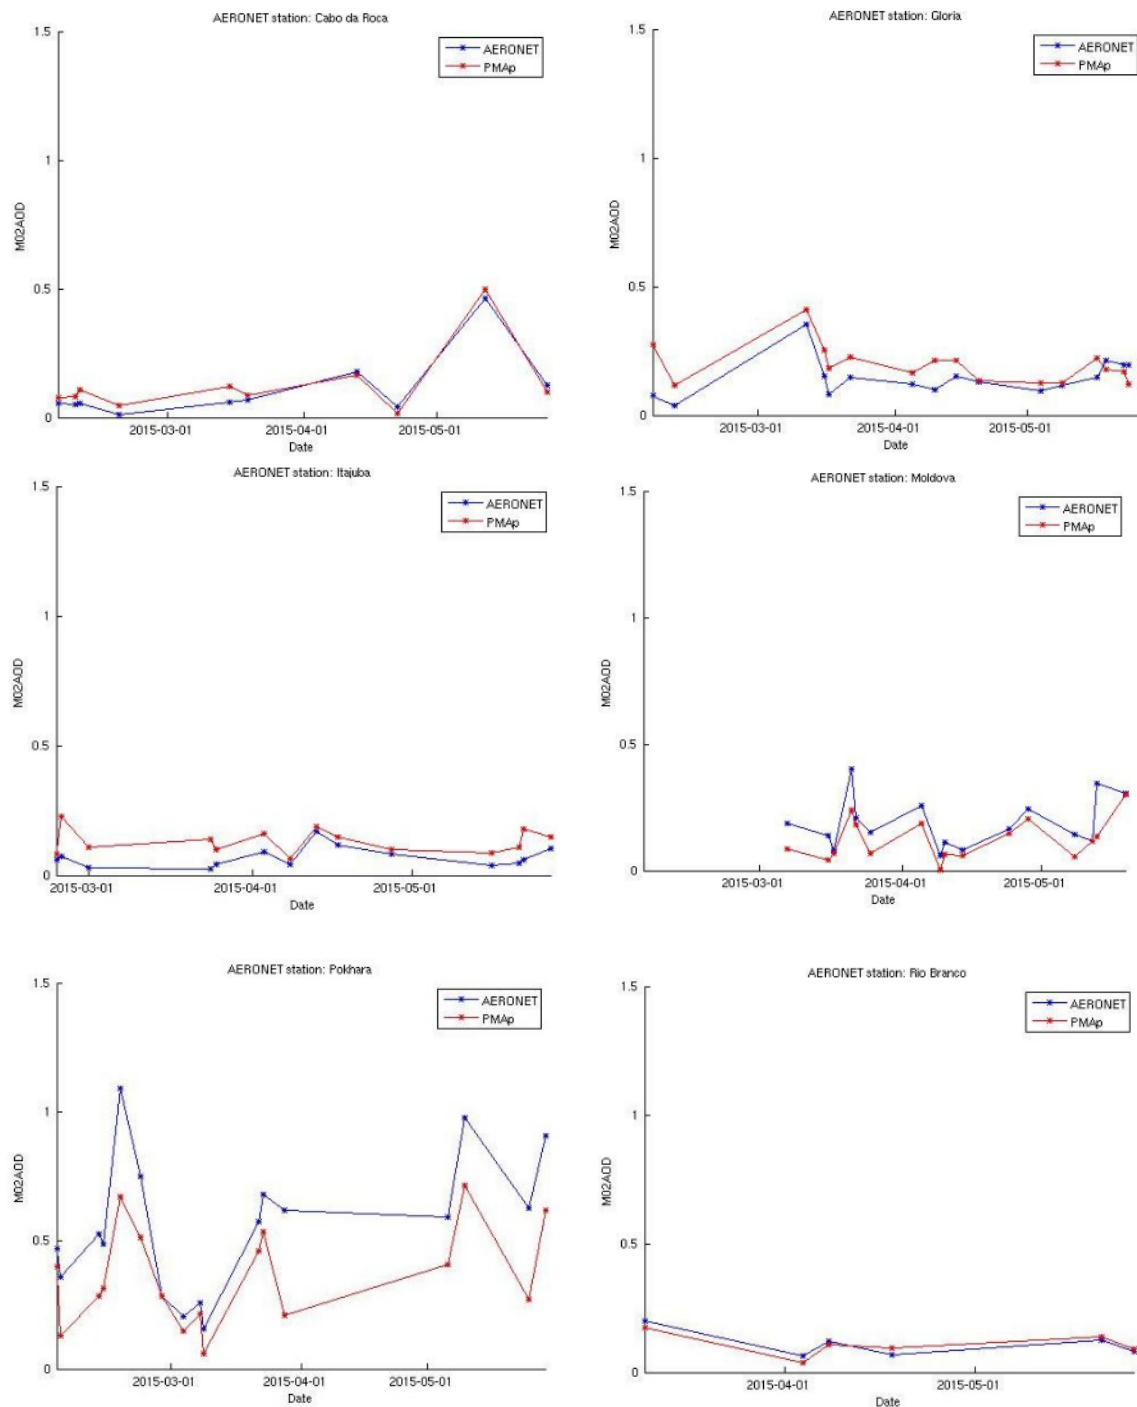 AERONET station: Cabo da Roca
1.5
AERONET
PMAp
1
M02AOD
0.5
0
2015-03-01 2015-04-01 2015-05-01
Date
AERONET station: Gloria
1.5
AERONET
PMAp
1
M02AOD
0.5
0
2015-03-01 2015-04-01 2015-05-01
Date
AERONET station: Itajuba
1.5
AERONET
PMAp
1
M02AOD
0.5
0
2015-03-01 2015-04-01 2015-05-01
Date
AERONET station: Moldova
1.5
AERONET
PMAp
1
M02AOD
0.5
0
2015-03-01 2015-04-01 2015-05-01
Date
AERONET station: Pokhara
1.5
AERONET
PMAp
1
M02AOD
0.5
0
2015-03-01 2015-04-01 2015-05-01
Date
AERONET station: Rio Branco
1.5
AERONET
PMAp
1
M02AOD
0.5
0
2015-04-01 2015-05-01
Date